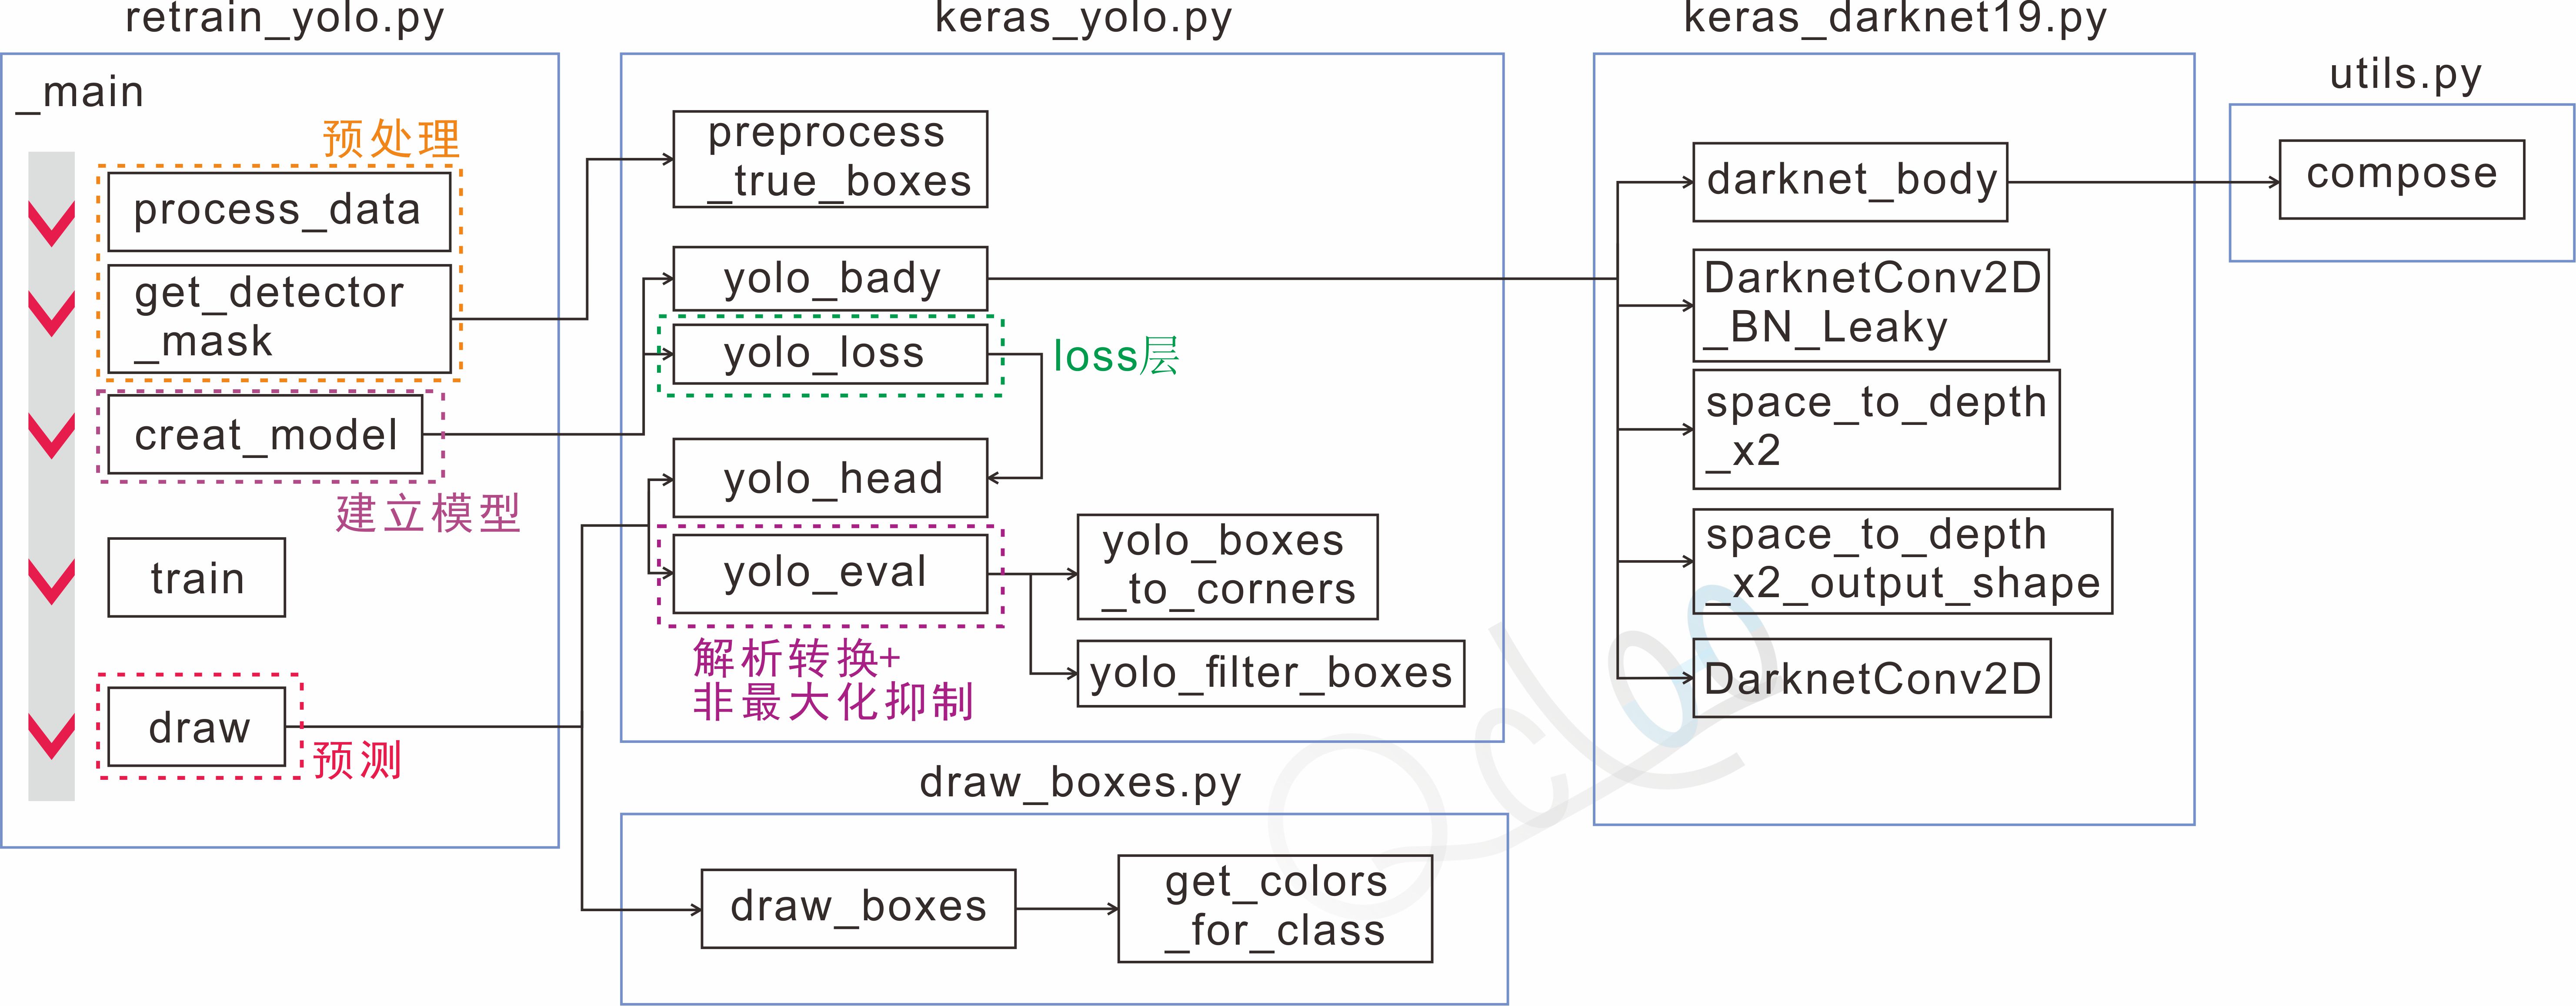 retrain_yolo.py
_main
预处理
process_data
get_detector
_mask
creat_model
建立模型
train
draw
预测
keras_yolo.py
preprocess
_true_boxes
yolo_bady
yolo_loss
loss层
yolo_head
yolo_eval
解析转换+
非最大化抑制
yolo_boxes
_to_corners
yolo_filter_boxes
draw_boxes.py
draw_boxes
get_colors
_for_class
keras_darknet19.py
darknet_body
DarknetConv2D
_BN_Leaky
space_to_depth
_x2
space_to_depth
_x2_output_shape
DarknetConv2D
utils.py
compose